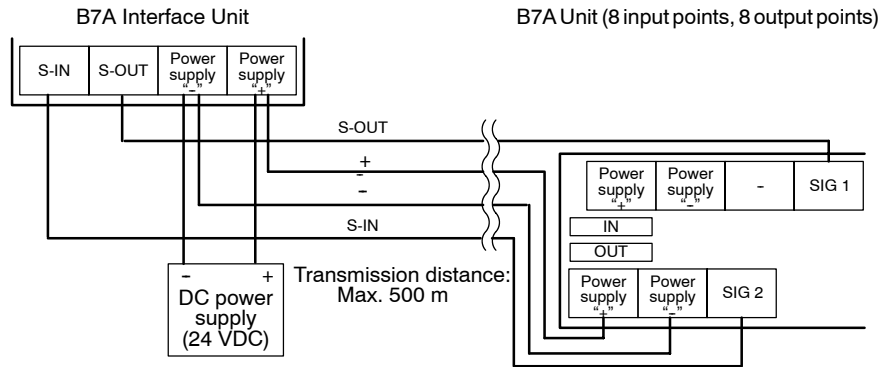 B7A Interface Unit
B7A Unit (8 input points, 8 output points)
S-IN
S-OUT
Power
supply
“-”
Power
supply
“+”
S-OUT
+
-
-
S-IN
Power
supply
“+”
Power
supply
“-”
-
SIG 1
IN
OUT
- +
DC power
supply
(24 VDC)
Transmission distance:
Max. 500 m
Power
supply
“+”
Power
supply
“-”
SIG 2